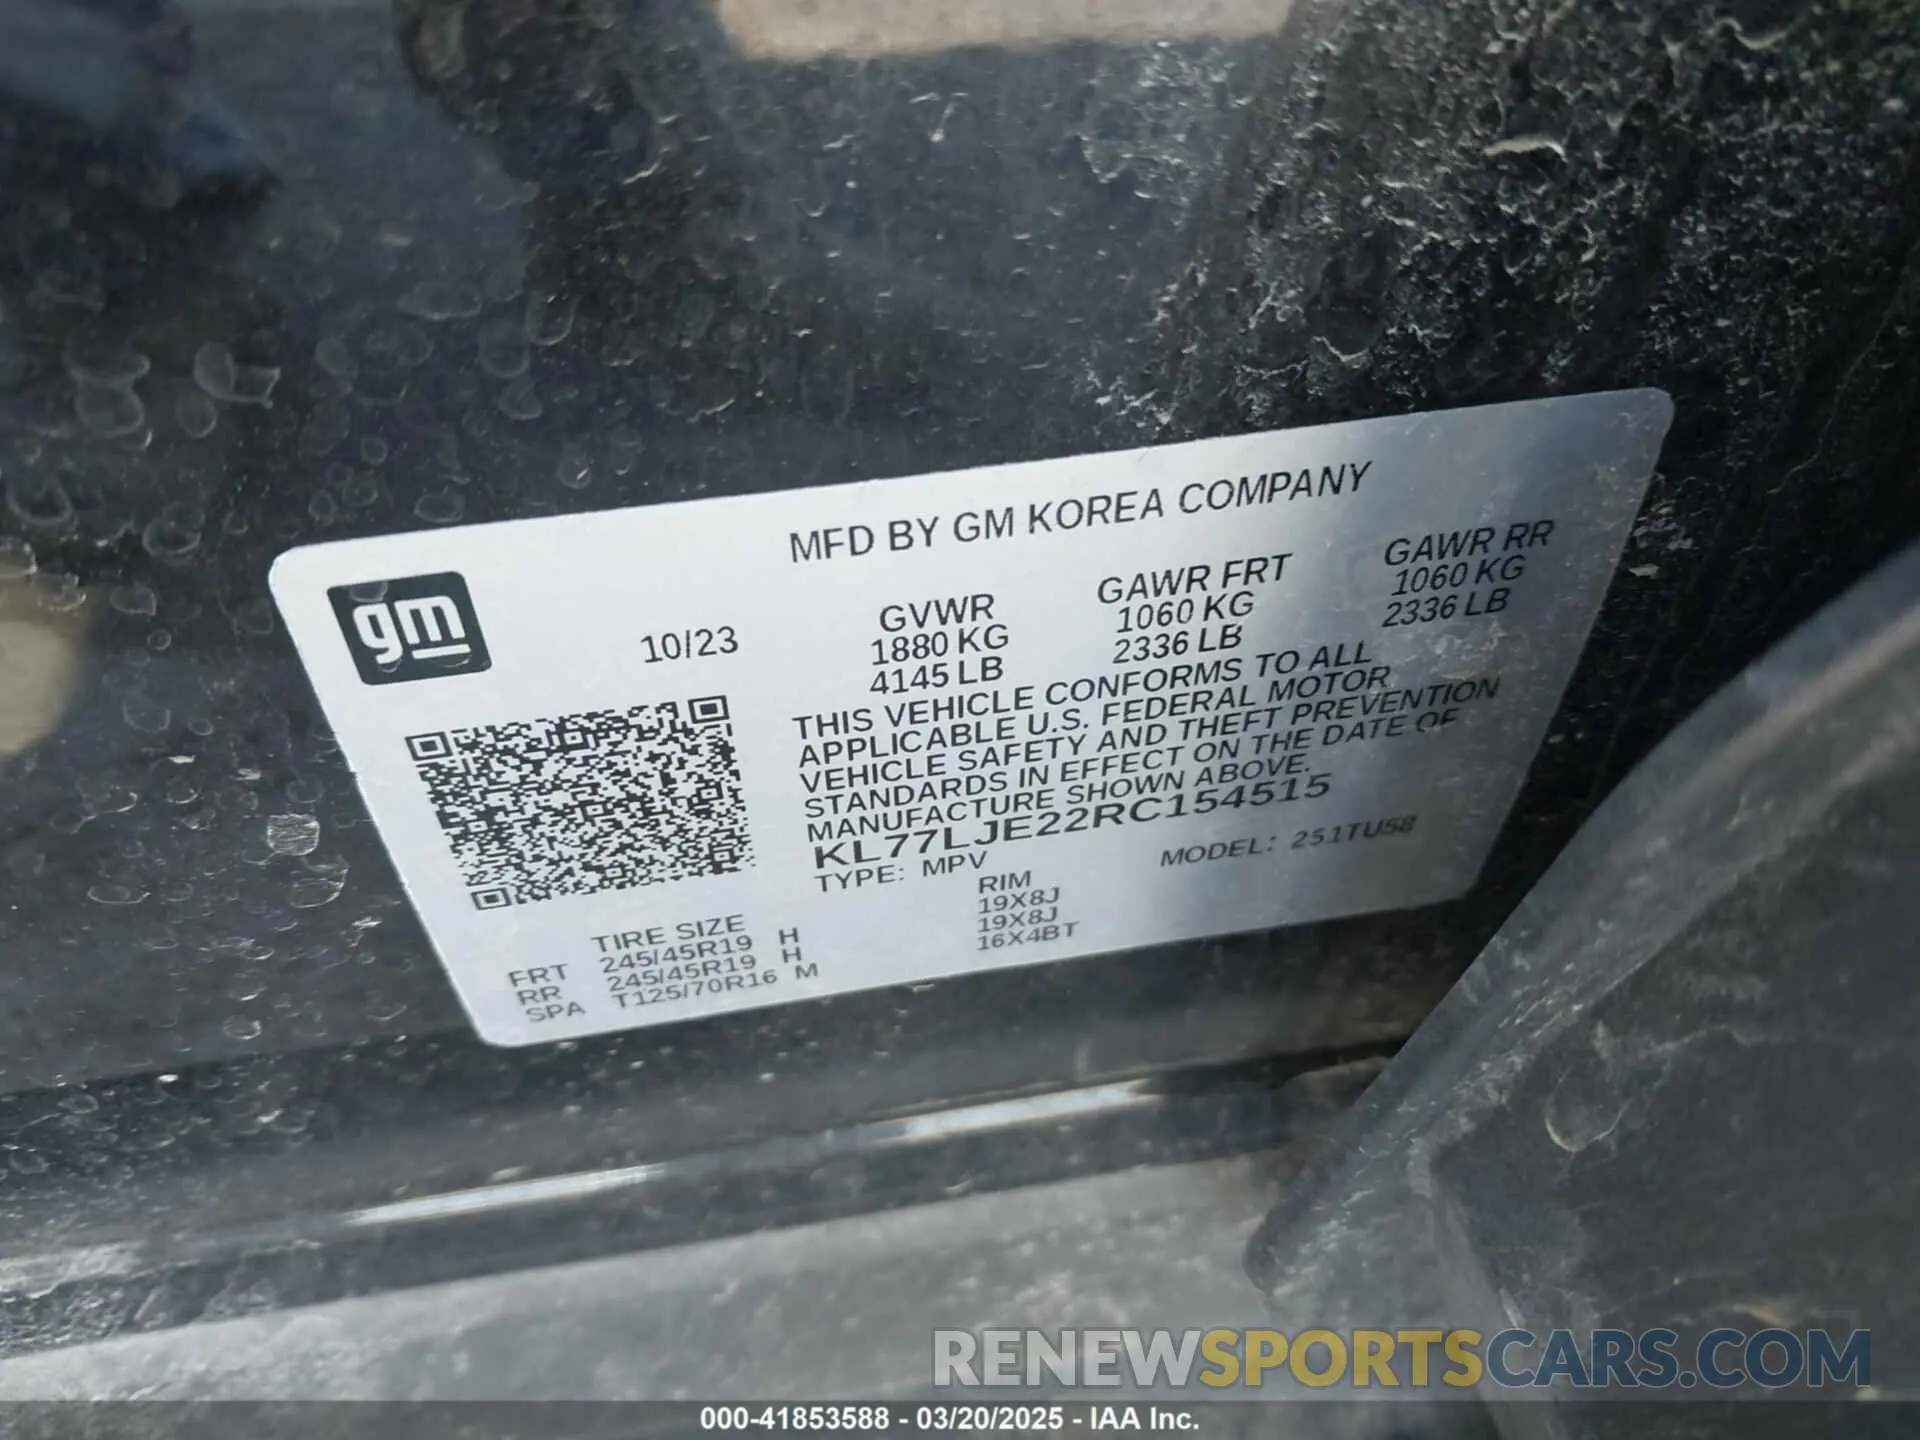 MFD BY GM KOREA COMPANY
gm
10/23
GVWR GAWR FRT GAWR RR
1880 KG 1060 KG 1060 KG
4145 LB 2336 LB 2336 LB
THIS VEHICLE CONFORMS TO ALL
APPLICABLE U.S. FEDERAL MOTOR
VEHICLE SAFETY AND THEFT PREVENTION
STANDARDS IN EFFECT ON THE DATE OF
MANUFACTURE SHOWN ABOVE.
KL77LJE22RC154515
TYPE: MPV MODEL: 251TU58
TIRE SIZE RIM
FRT 245/45R19 H 19X8J
RR 245/45R19 H 19X8J
SPA T125/70R16 M 16X4BT
RENEWSPORTSCARS.COM
000-41853588 - 03/20/2025 - IAA Inc.